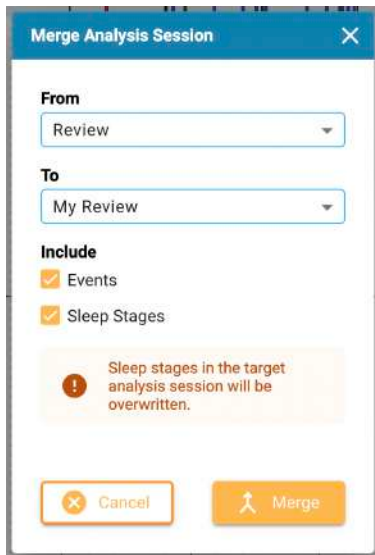 Merge Analysis Session
From
Review
To
My Review
Include
Events
Sleep Stages
Sleep stages in the target
analysis session will be
overwritten.
Cancel
Merge